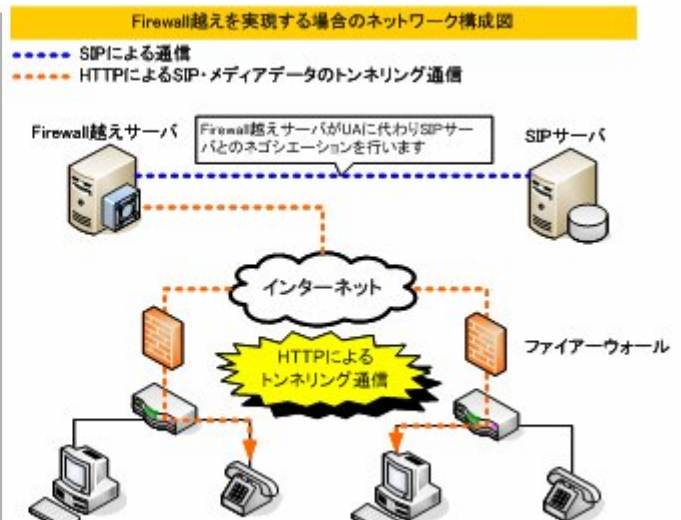 Firewall越えを実現する場合のネットワーク構成図
SIPによる通信
HTTPによるSIP・メディアデータのトンネリング通信
Firewall越えサーバ
Firewall越えサーバがUAに代わりSIPサー
バとのネゴシエーションを行います
SIPサーバ
インターネット
HTTPによる
トンネリング通信
ファイアーウォール